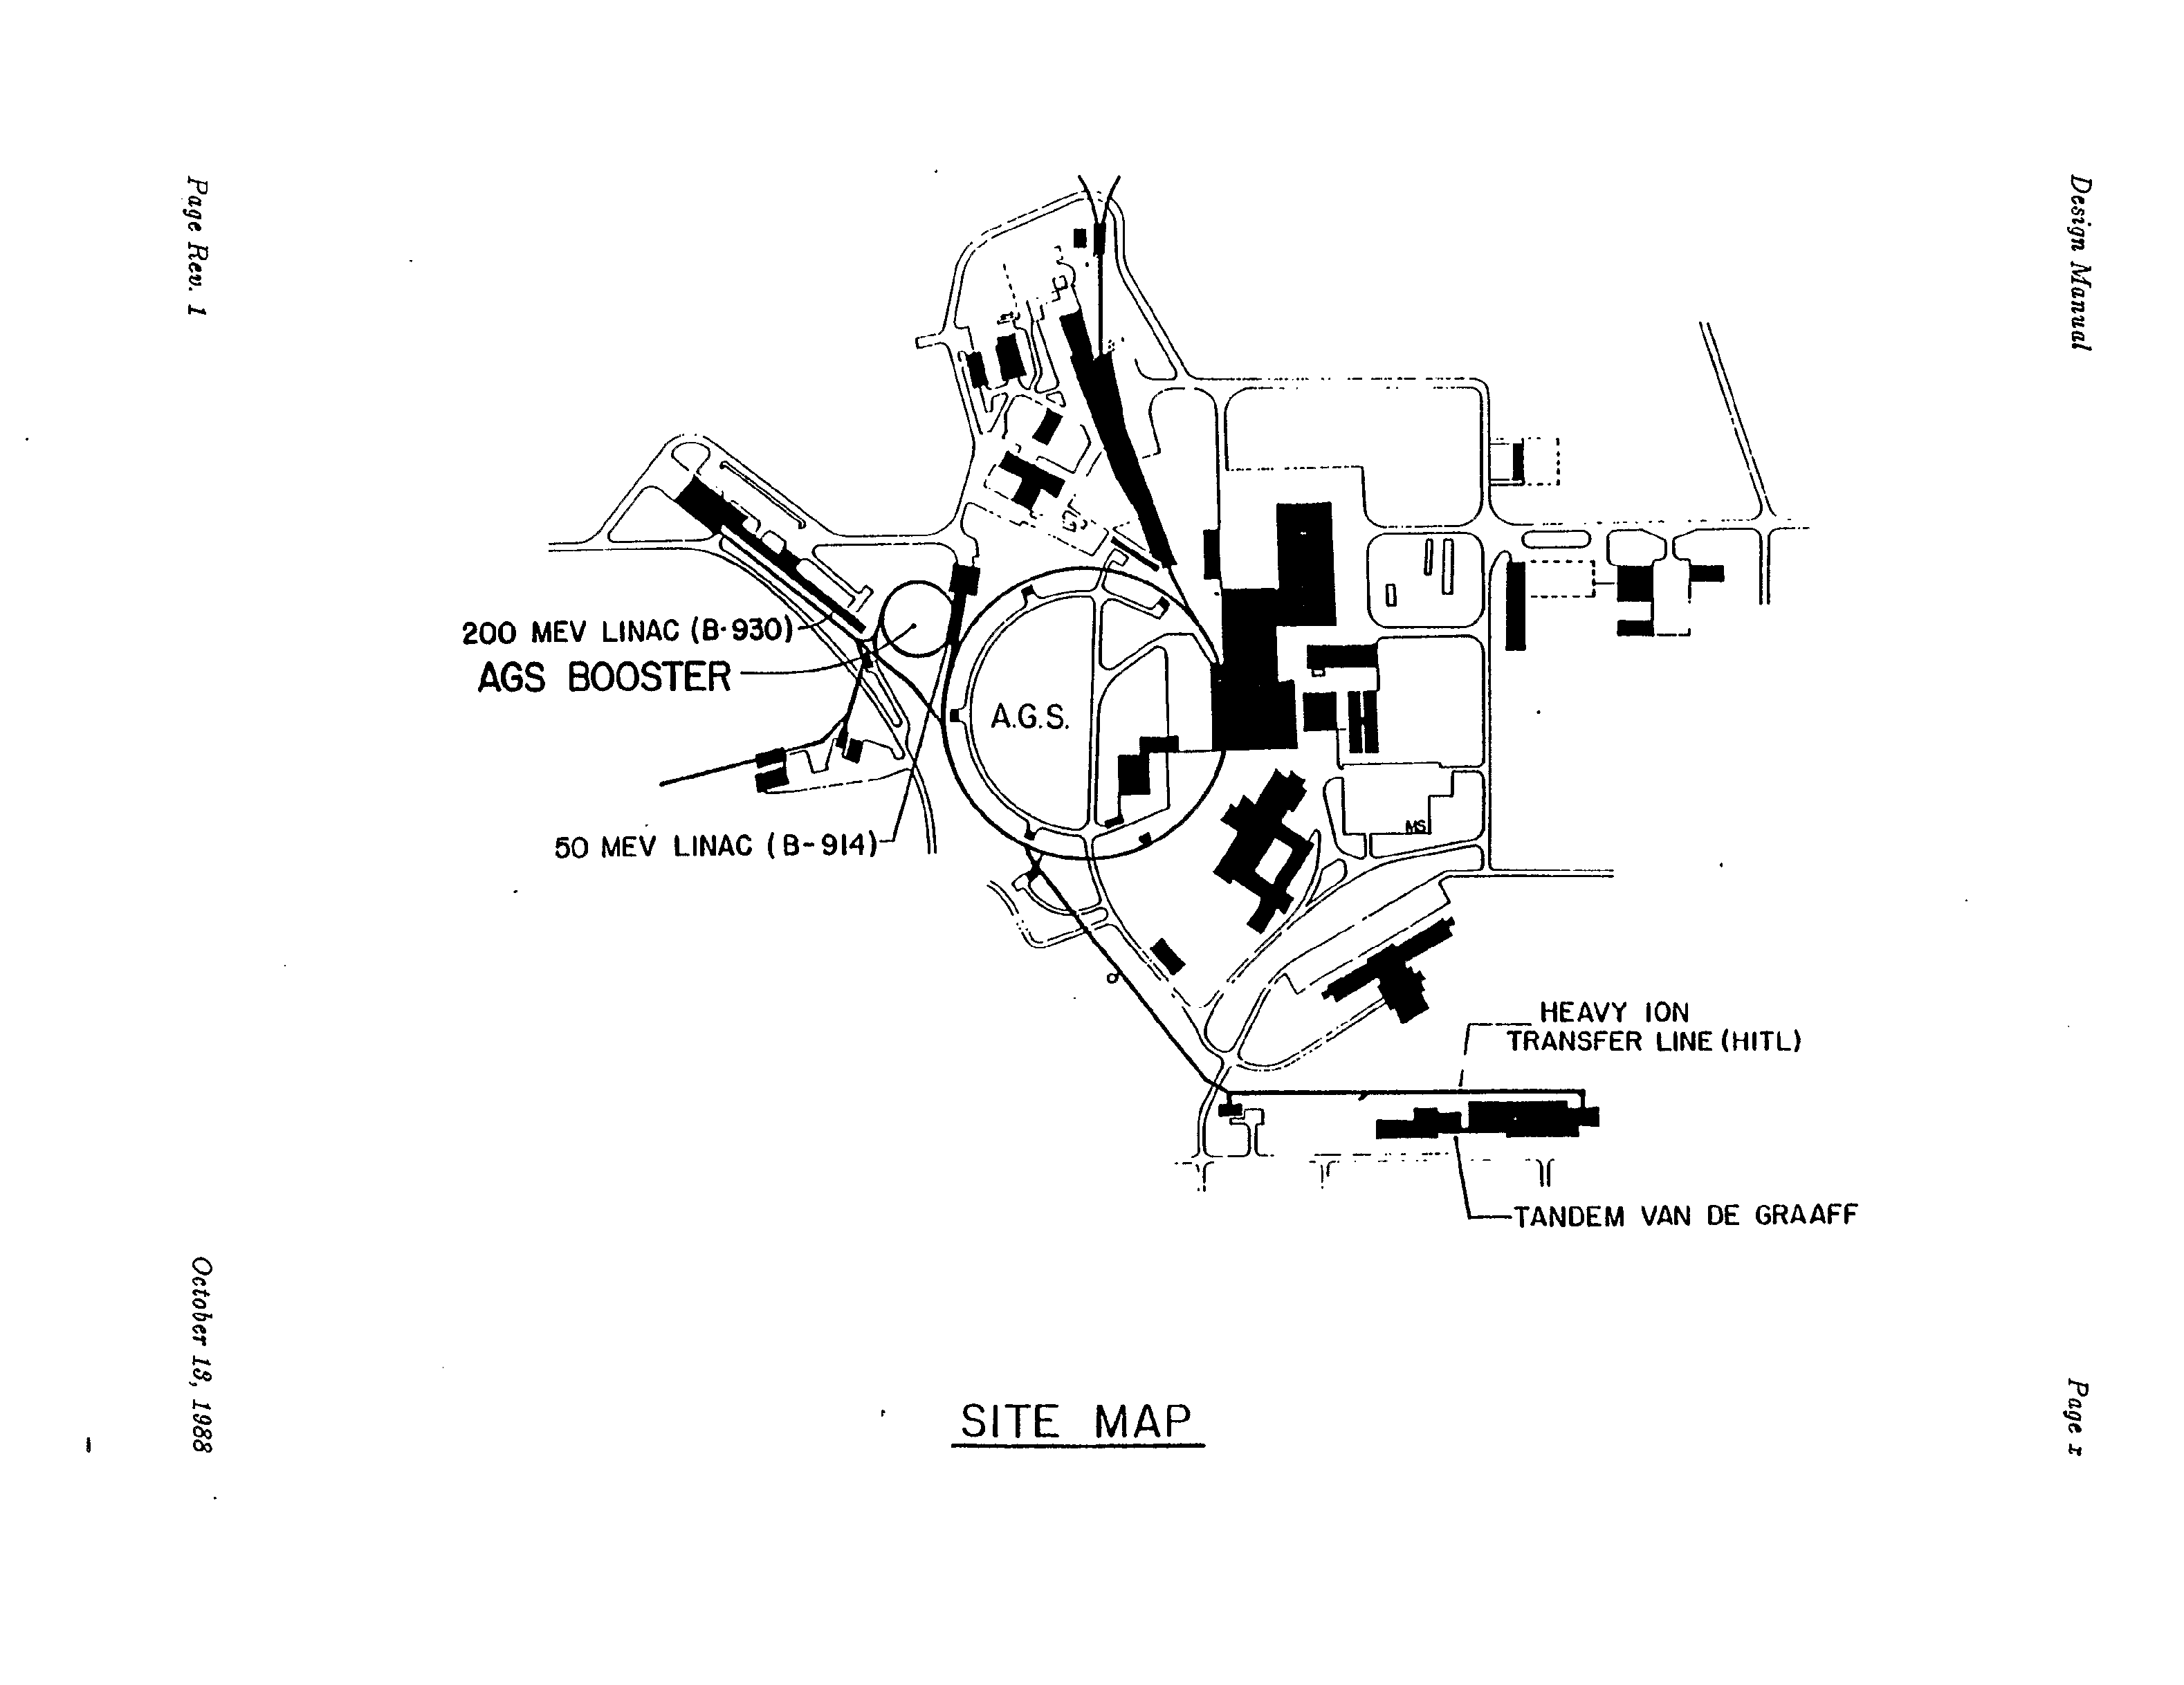 Design Manual
Page x
200 MEV LINAC (B-930)
AGS BOOSTER
A.G.S.
50 MEV LINAC (B-914)
MS
HEAVY ION
TRANSFER LINE (HITL)
TANDEM VAN DE GRAAFF
SITE MAP
Page Rev. 1
October 13, 1988